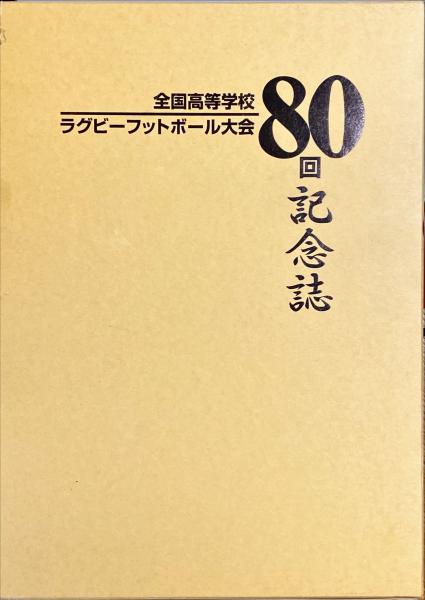 全国高等学校
ラグビーフットボール大会
80
回
記念誌